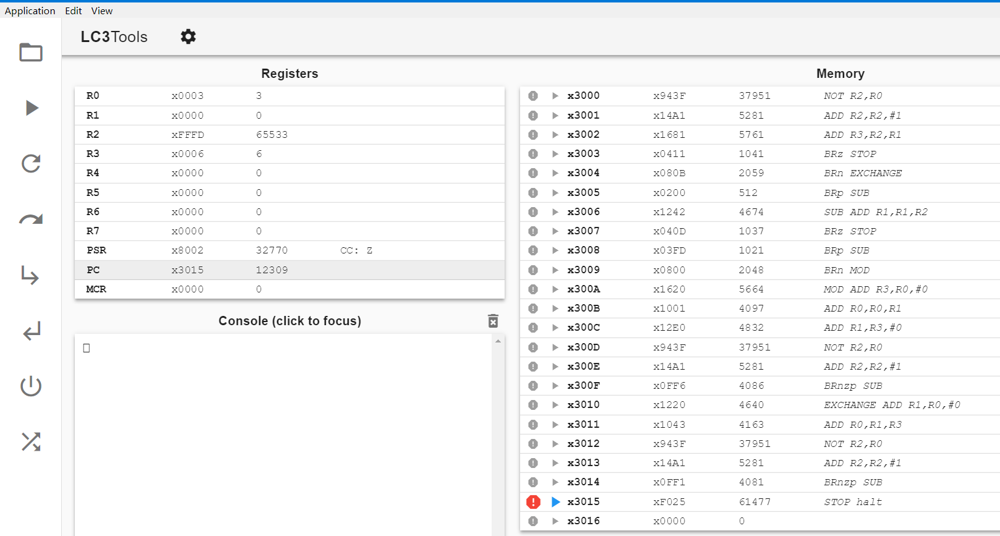 Application Edit View
LC3Tools
Registers
R0 x0003 3
R1 x0000 0
R2 xFFFD 65533
R3 x0006 6
R4 x0000 0
R5 x0000 0
R6 x0000 0
R7 x0000 0
PSR x8002 32770 CC: Z
PC x3015 12309
MCR x0000 0
Console (click to focus)
Memory
x3000 x943F 37951 NOT R2,R0
x3001 x14A1 5281 ADD R2,R2,#1
x3002 x1681 5761 ADD R3,R2,R1
x3003 x0411 1041 BRz STOP
x3004 x080B 2059 BRn EXCHANGE
x3005 x0200 512 BRp SUB
x3006 x1242 4674 SUB ADD R1,R1,R2
x3007 x040D 1037 BRz STOP
x3008 x03FD 1021 BRp SUB
x3009 x0800 2048 BRn MOD
x300A x1620 5664 MOD ADD R3,R0,#0
x300B x1001 4097 ADD R0,R0,R1
x300C x12E0 4832 ADD R1,R3,#0
x300D x943F 37951 NOT R2,R0
x300E x14A1 5281 ADD R2,R2,#1
x300F x0FF6 4086 BRnzp SUB
x3010 x1220 4640 EXCHANGE ADD R1,R0,#0
x3011 x1043 4163 ADD R0,R1,R3
x3012 x943F 37951 NOT R2,R0
x3013 x14A1 5281 ADD R2,R2,#1
x3014 x0FF1 4081 BRnzp SUB
x3015 xF025 61477 STOP halt
x3016 x0000 0